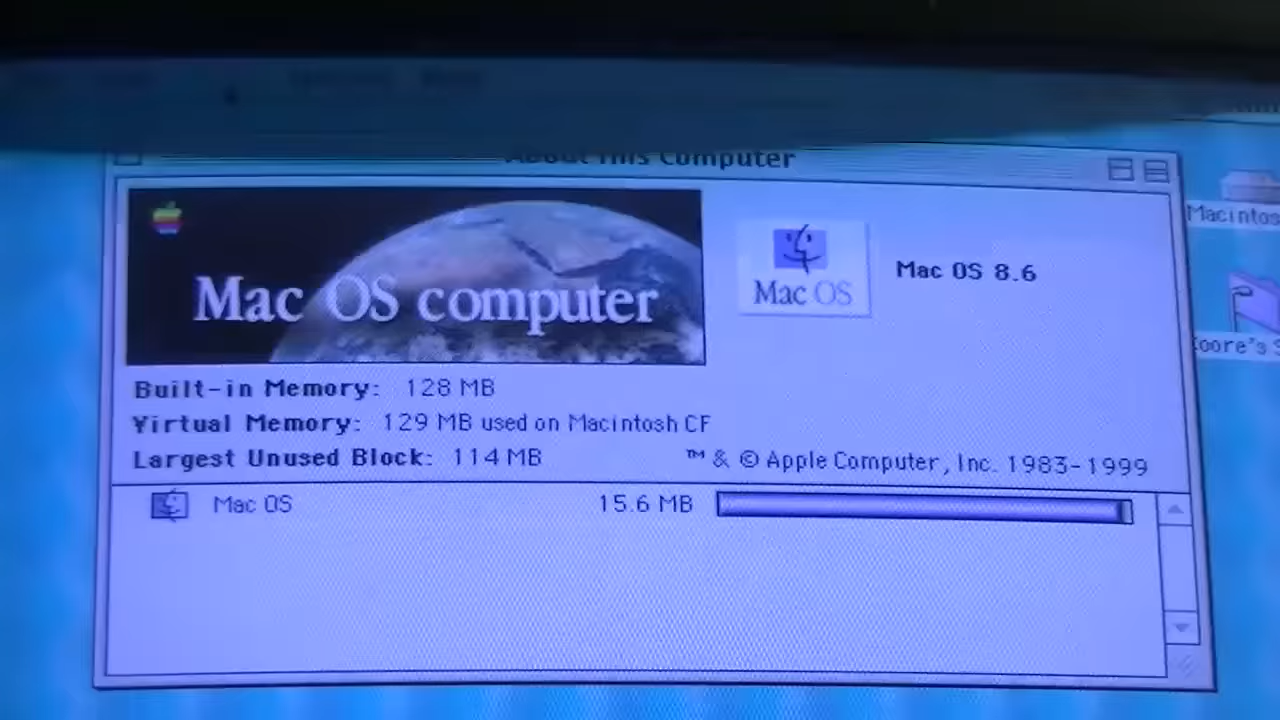 About This Computer
Mac OS computer
Mac OS
Mac OS 8.6
Built-in Memory: 128 MB
Virtual Memory: 129 MB used on Macintosh CF
Largest Unused Block: 114 MB
™ & © Apple Computer, Inc. 1983-1999
Mac OS 15.6 MB